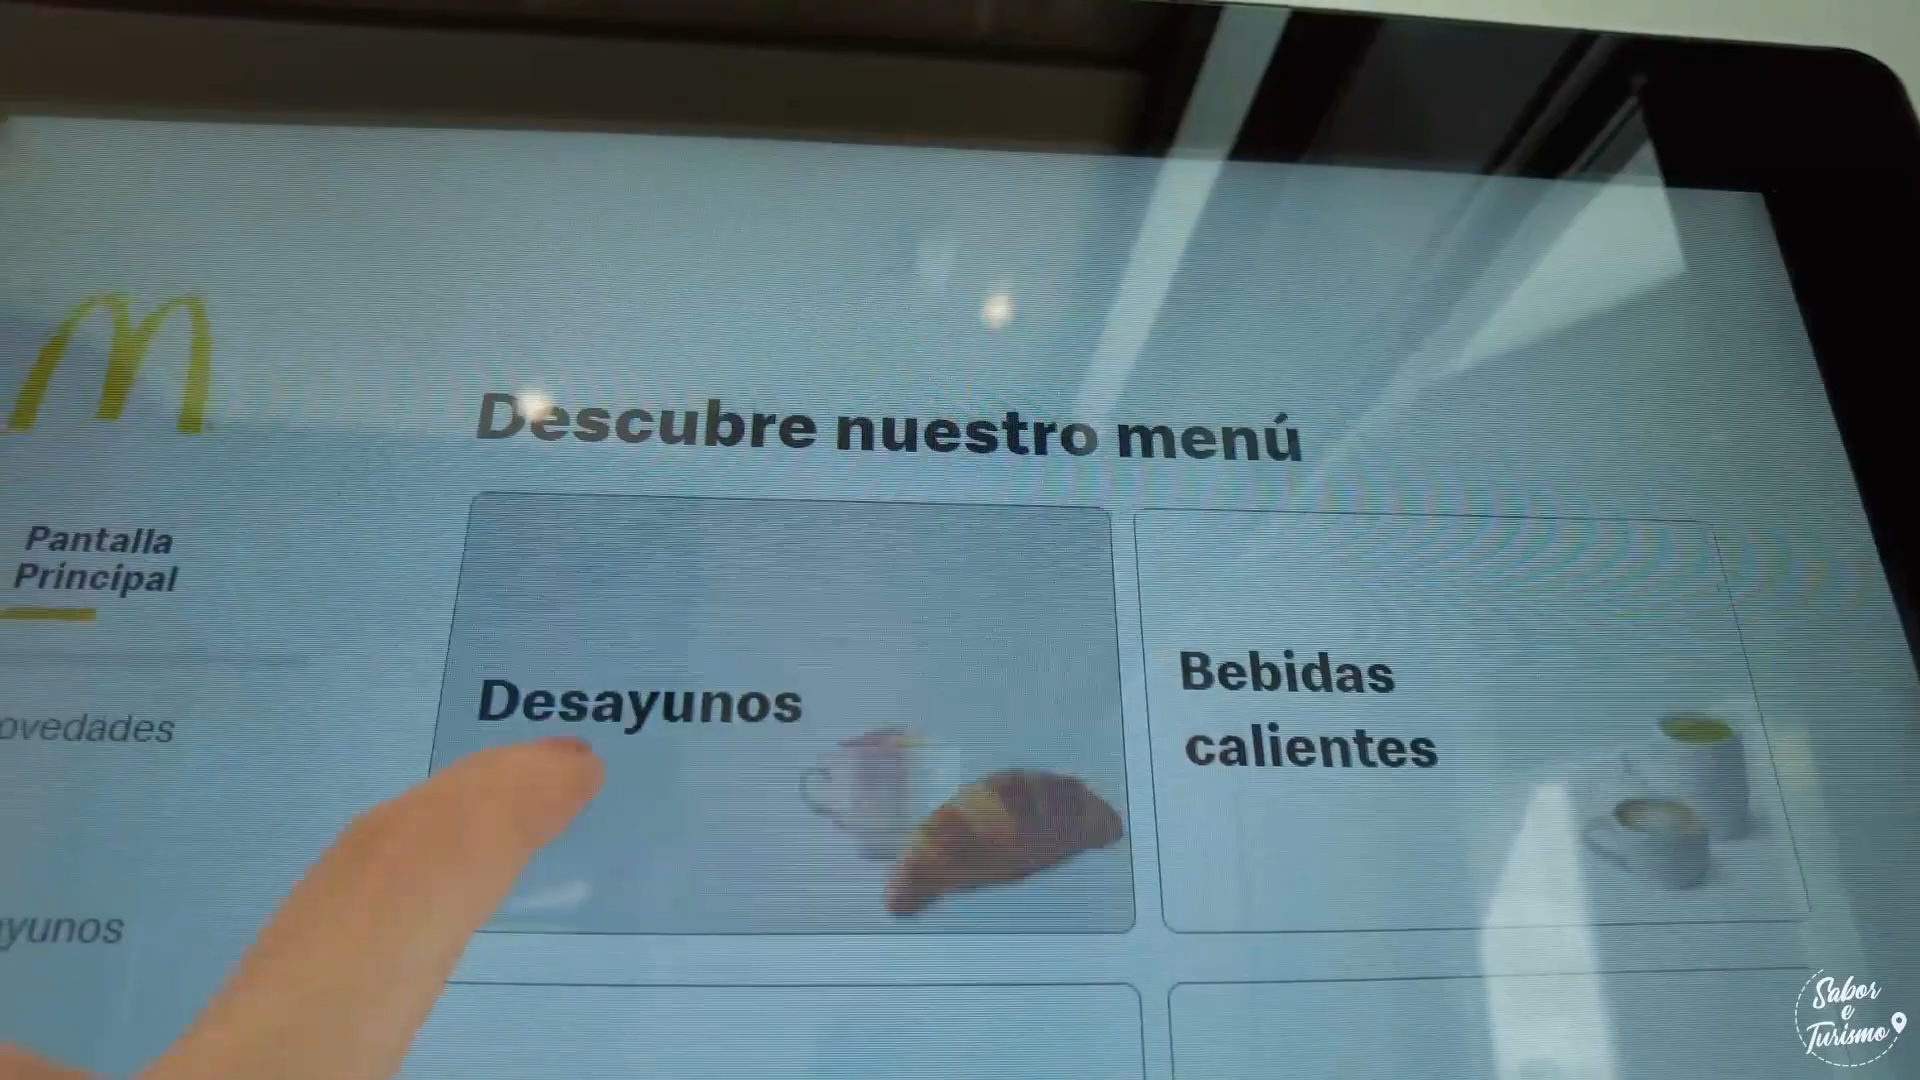 Descubre nuestro menú
Pantalla
Principal
Desayunos
Bebidas
calientes
Sabor
e
Turismo